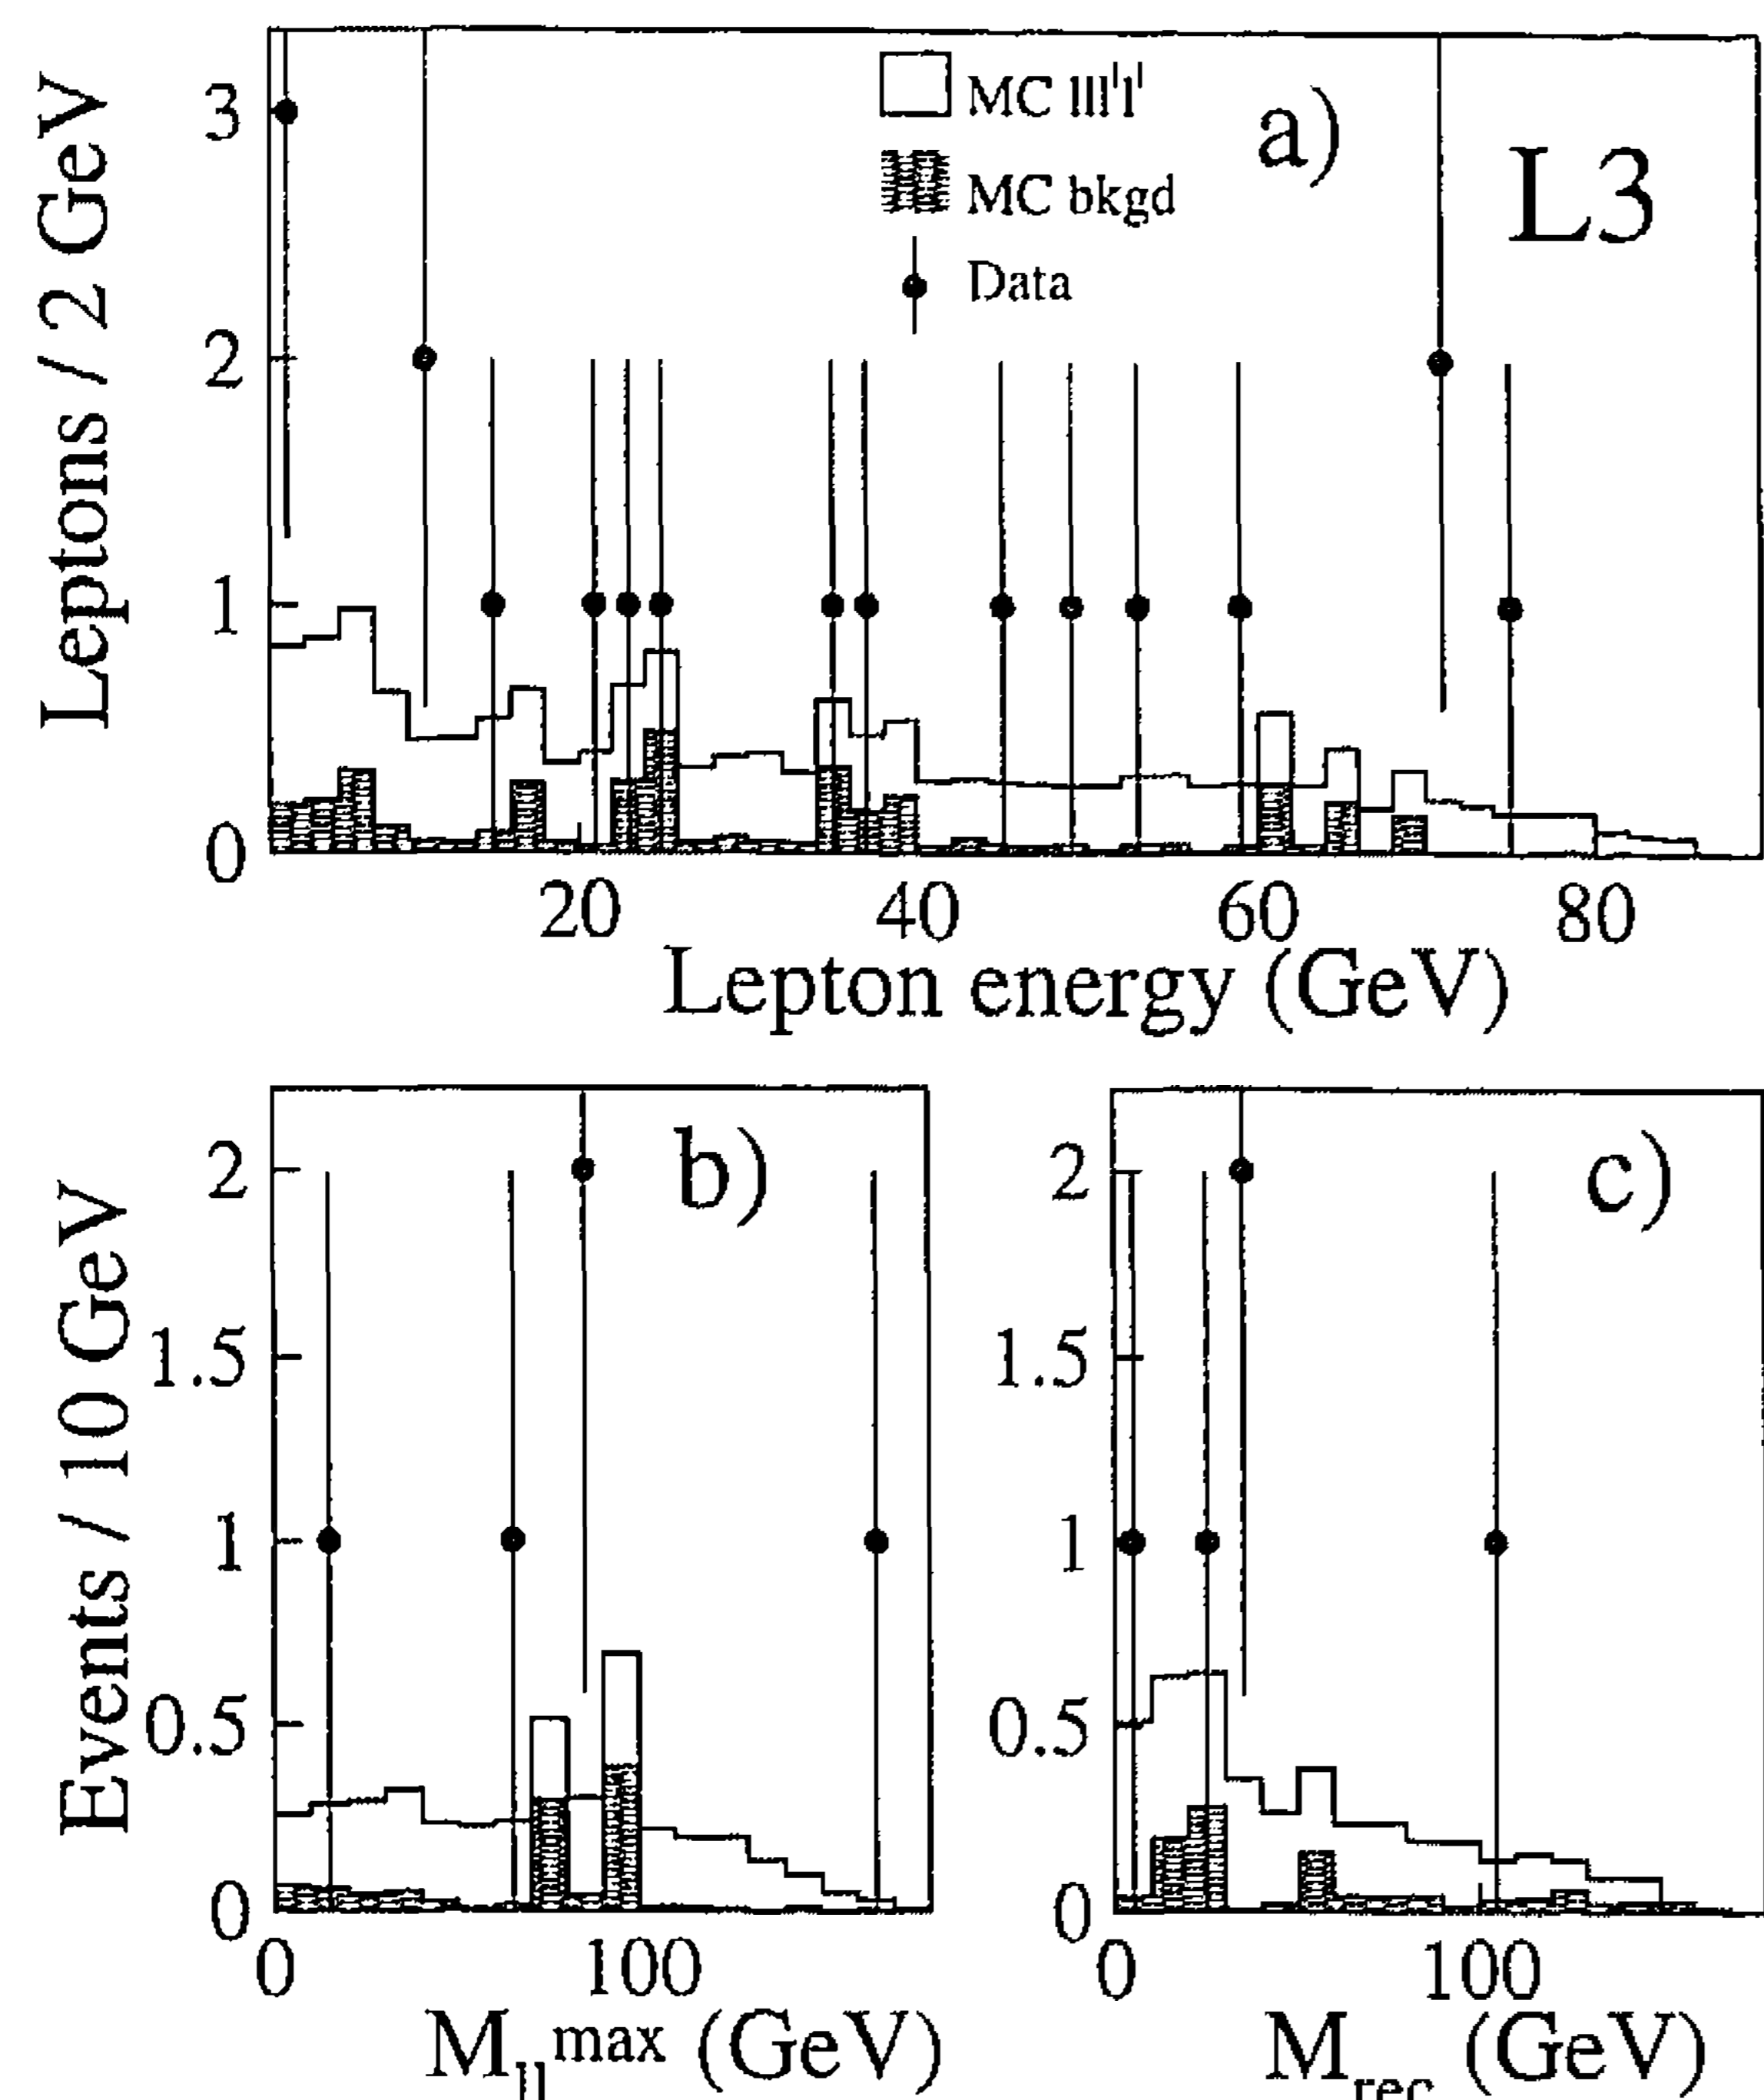 Leptons / 2 GeV
3
2
1
0
MC lll'l'
MC bkgd
Data
a)
L3
20 40 60 80
Lepton energy (GeV)
Events / 10 GeV
2
1.5
1
0.5
0
b)
0 100
M_ll^max (GeV)
2
1.5
1
0.5
0
c)
0 100
M_rec (GeV)